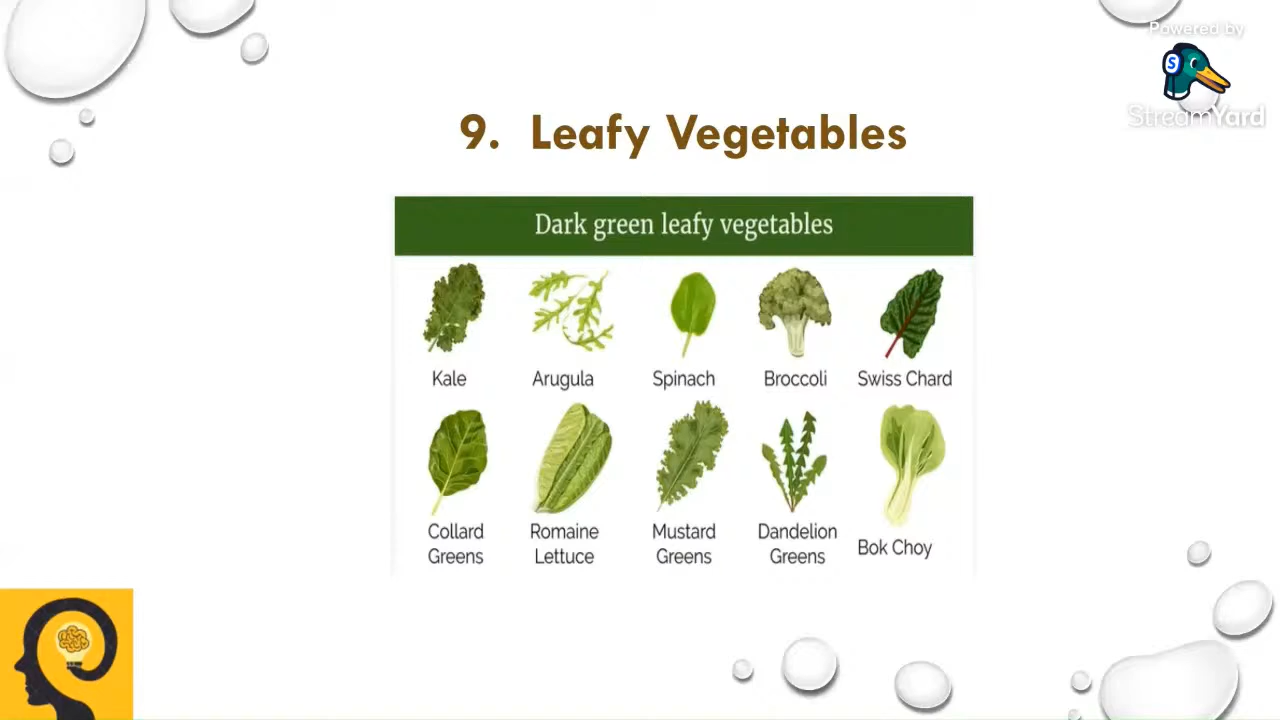 Powered by
S
StreamYard
9. Leafy Vegetables
Dark green leafy vegetables
Kale
Arugula
Spinach
Broccoli
Swiss Chard
Collard
Greens
Romaine
Lettuce
Mustard
Greens
Dandelion
Greens
Bok Choy